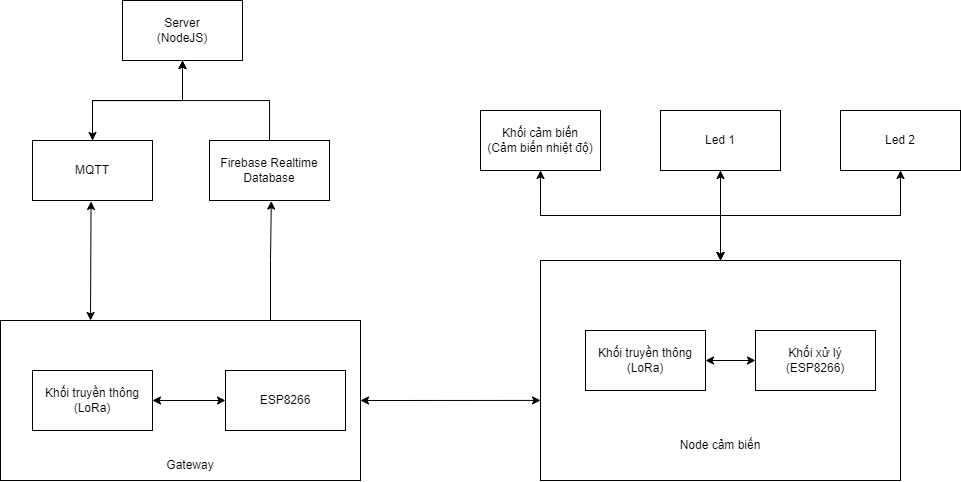 Server
(NodeJS)
MQTT
Firebase Realtime
Database
Khối cảm biến
(Cảm biến nhiệt độ)
Led 1
Led 2
Khối truyền thông
(LoRa)
ESP8266
Gateway
Khối truyền thông
(LoRa)
Khối xử lý
(ESP8266)
Node cảm biến